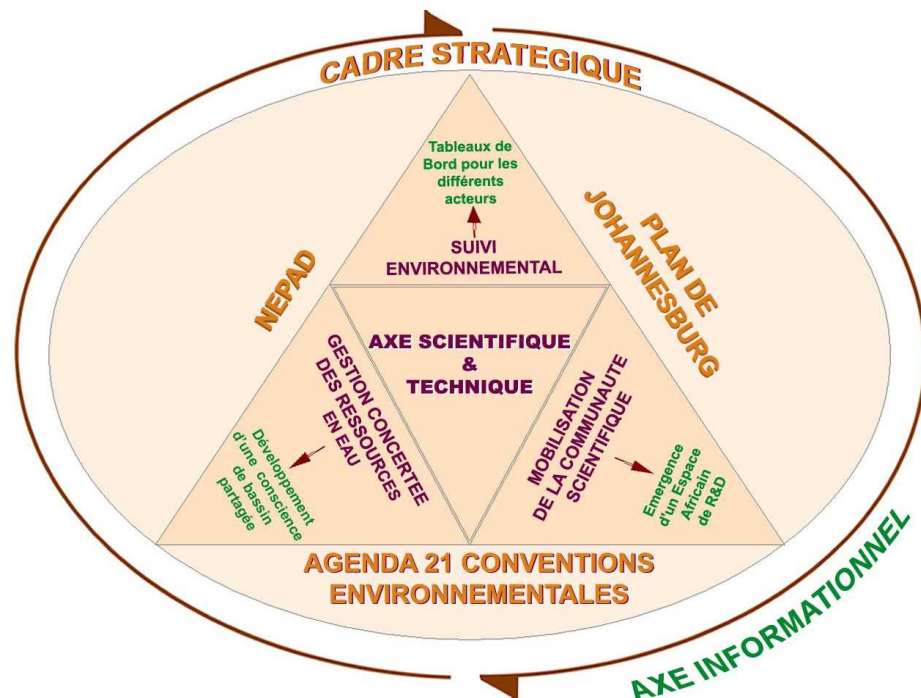 CADRE STRATEGIQUE
Tableaux de
Bord pour les
différents
acteurs
SUIVI
ENVIRONNEMENTAL
NEPAD
PLAN DE
JOHANNESBURG
AXE SCIENTIFIQUE
&
TECHNIQUE
GESTION CONCERTEE
DES RESSOURCES
EN EAU
Développement
d'une conscience
de bassin
partagée
MOBILISATION
DE LA COMMUNAUTE
SCIENTIFIQUE
Emergence
d'un Espace
Africain
de R&D
AGENDA 21 CONVENTIONS
ENVIRONNEMENTALES
AXE INFORMATIONNEL